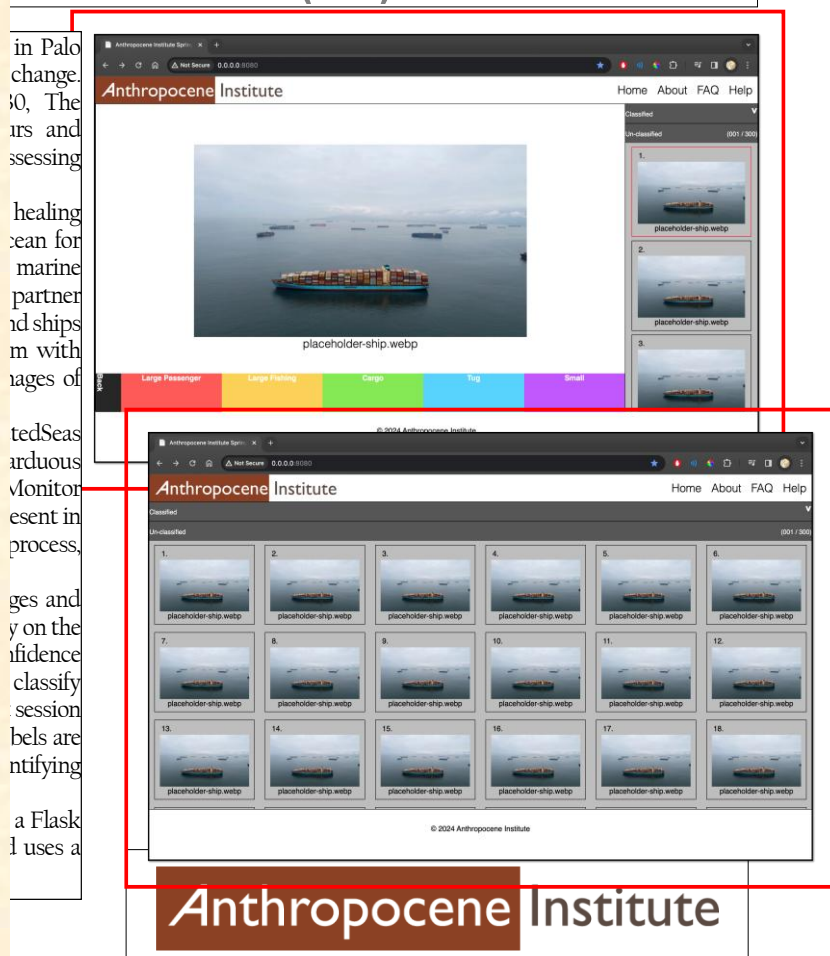 in Palo
change.
30, The
urs and
ssessing
healing
cean for
marine
partner
nd ships
m with
nages of
tedSeas
arduous
Monitor
esent in
process,
ges and
y on the
nfidence
classify
session
bels are
ntifying
a Flask
d uses a
Anthropocene Institute Sprin
Not Secure 0.0.0.0:8080
Anthropocene Institute
Home About FAQ Help
Classified v
Un-classified (001 / 300)
placeholder-ship.webp
1.
placeholder-ship.webp
2.
placeholder-ship.webp
3.
Back
Large Passenger
Large Fishing
Cargo
Tug
Small
© 2024 Anthropocene Institute
Anthropocene Institute Sprin
Not Secure 0.0.0.0:8080
Anthropocene Institute
Home About FAQ Help
Classified v
Un-classified (001 / 300)
1. 2. 3. 4. 5. 6.
placeholder-ship.webp placeholder-ship.webp placeholder-ship.webp placeholder-ship.webp placeholder-ship.webp placeholder-ship.webp
7. 8. 9. 10. 11. 12.
placeholder-ship.webp placeholder-ship.webp placeholder-ship.webp placeholder-ship.webp placeholder-ship.webp placeholder-ship.webp
13. 14. 15. 16. 17. 18.
placeholder-ship.webp placeholder-ship.webp placeholder-ship.webp placeholder-ship.webp placeholder-ship.webp placeholder-ship.webp
© 2024 Anthropocene Institute
Anthropocene Institute